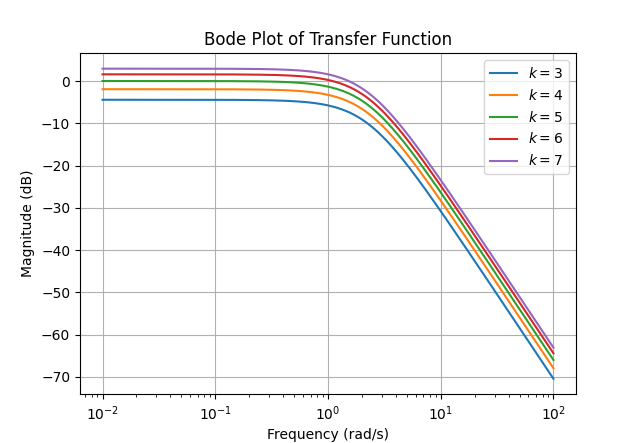 Bode Plot of Transfer Function
Magnitude (dB)
0
−10
−20
−30
−40
−50
−60
−70
k = 3
k = 4
k = 5
k = 6
k = 7
10⁻² 10⁻¹ 10⁰ 10¹ 10²
Frequency (rad/s)